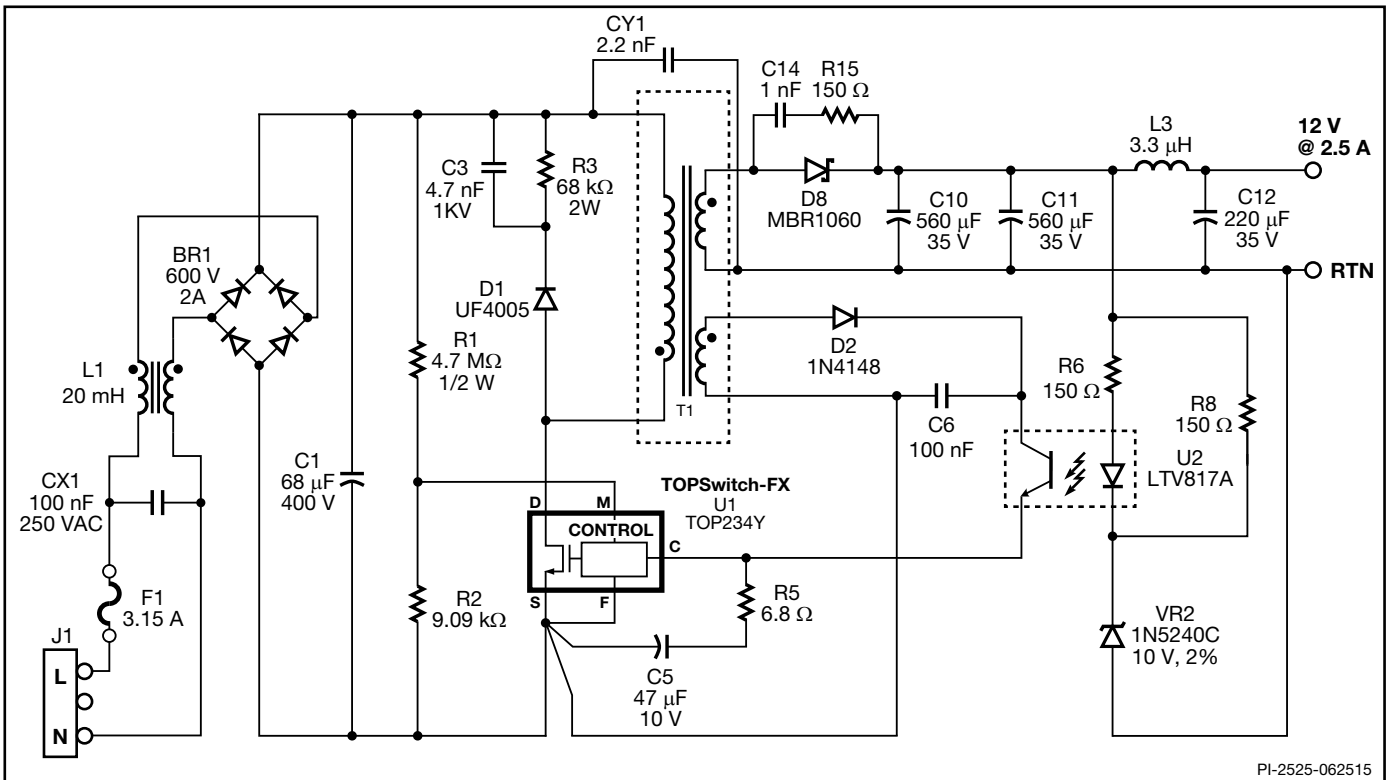 CY1
2.2 nF
C14
1 nF
R15
150 Ω
L3
3.3 µH
12 V
@ 2.5 A
C3
4.7 nF
1KV
R3
68 kΩ
2W
D8
MBR1060
C10
560 µF
35 V
C11
560 µF
35 V
C12
220 µF
35 V
RTN
BR1
600 V
2A
D1
UF4005
R1
4.7 MΩ
1/2 W
D2
1N4148
L1
20 mH
T1
R6
150 Ω
R8
150 Ω
C6
100 nF
U2
LTV817A
CX1
100 nF
250 VAC
C1
68 µF
400 V
TOPSwitch-FX
U1
TOP234Y
D
M
CONTROL
C
S
F
F1
3.15 A
R2
9.09 kΩ
R5
6.8 Ω
VR2
1N5240C
10 V, 2%
J1
L
N
C5
47 µF
10 V
PI-2525-062515